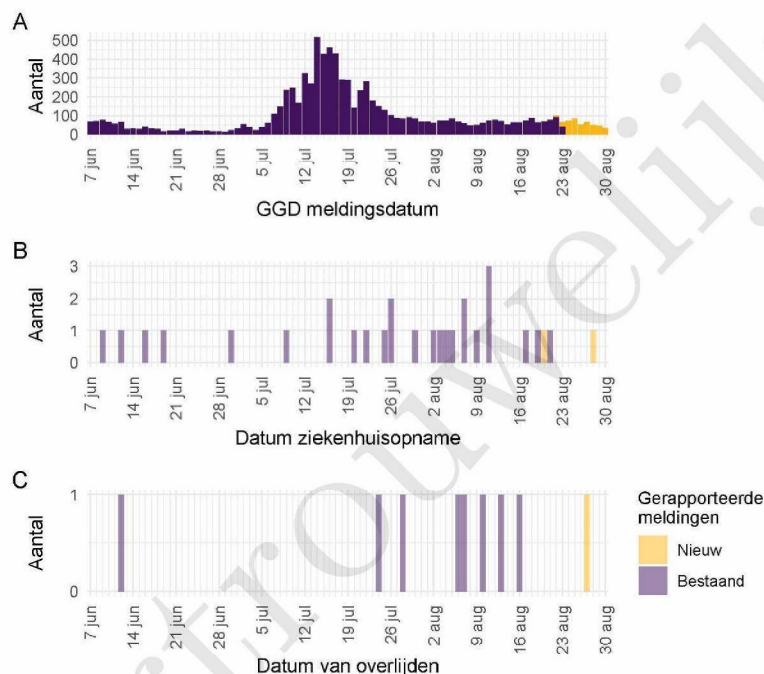 A
500
400
300
200
100
0
Aantal
7 jun
14 jun
21 jun
28 jun
5 jul
12 jul
19 jul
26 jul
2 aug
9 aug
16 aug
23 aug
30 aug
GGD meldingsdatum
B
3
2
1
0
Aantal
7 jun
14 jun
21 jun
28 jun
5 jul
12 jul
19 jul
26 jul
2 aug
9 aug
16 aug
23 aug
30 aug
Datum ziekenhuisopname
C
1
0
Aantal
7 jun
14 jun
21 jun
28 jun
5 jul
12 jul
19 jul
26 jul
2 aug
9 aug
16 aug
23 aug
30 aug
Datum van overlijden
Gerapporteerde
meldingen
Nieuw
Bestaand
rtrouwelijk